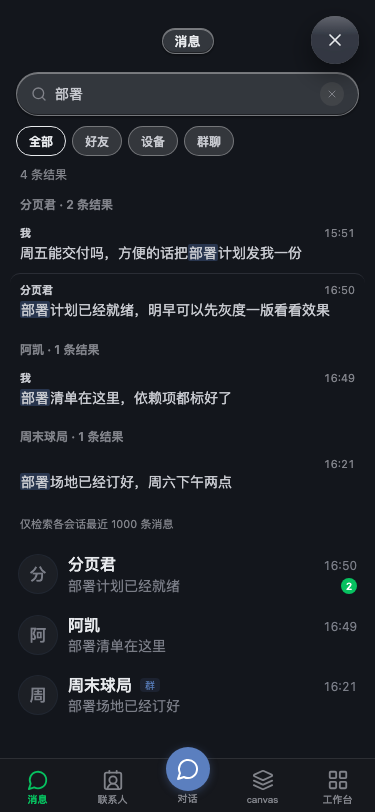 消息
部署
全部 好友 设备 群聊
4 条结果
分页君 · 2 条结果
我 15:51
周五能交付吗，方便的话把部署计划发我一份
分页君 16:50
部署计划已经就绪，明早可以先灰度一版看看效果
阿凯 · 1 条结果
我 16:49
部署清单在这里，依赖项都标好了
周末球局 · 1 条结果
16:21
部署场地已经订好，周六下午两点
仅检索各会话最近 1000 条消息
分 分页君 16:50
部署计划已经就绪 2
阿 阿凯 16:49
部署清单在这里
周 周末球局 群 16:21
部署场地已经订好
消息 联系人 对话 canvas 工作台